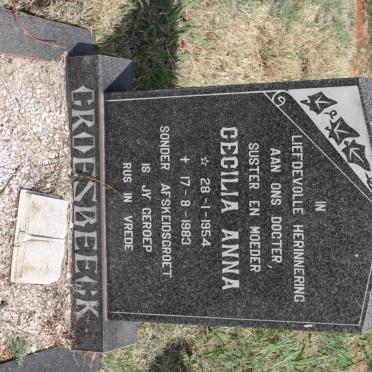 IN
LIEFDEVOLLE HERINNERING
AAN ONS DOGTER,
SUSTER EN MOEDER
CECILIA ANNA
☆ 28-1-1954
✝ 17-8-1983
SONDER AFSKEIDSGROET
IS JY GEROEP
RUS IN VREDE
GROESBEECK